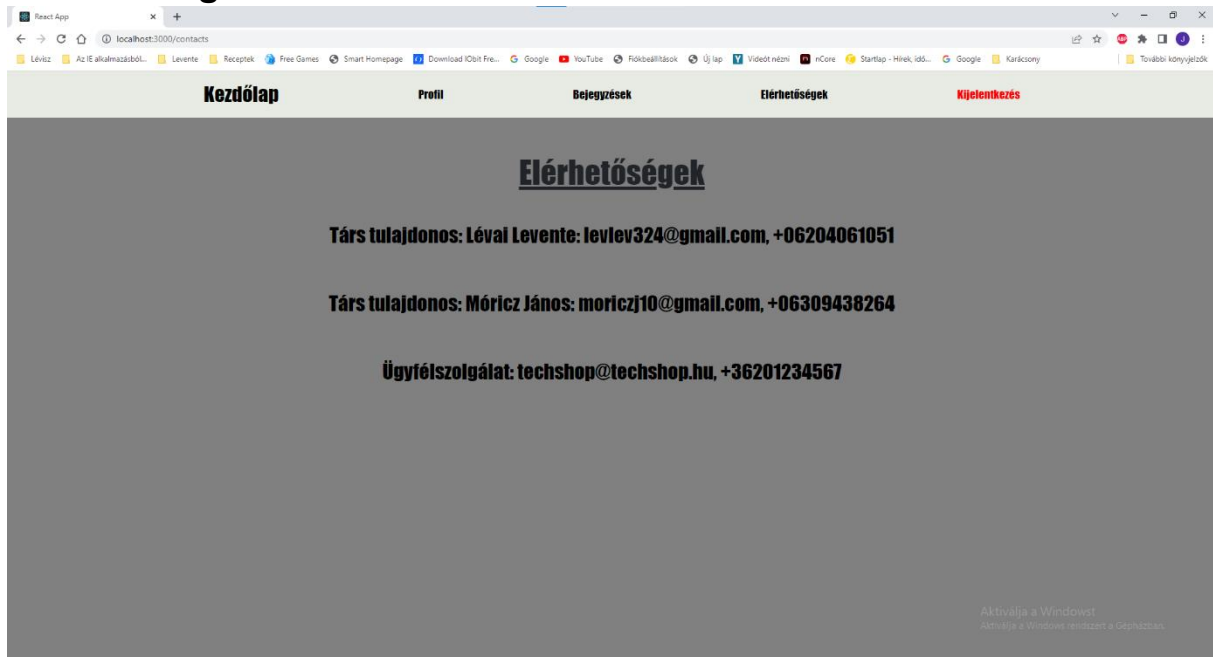 React App
localhost:3000/contacts
Lévisz Az IE alkalmazásból... Levente Receptek Free Games Smart Homepage Download IObit Fre... Google YouTube Fiókbeállítások Új lap Videót nézni nCore Startlap - Hírek, idő... Google Karácsony További könyvjelzők
Kezdőlap Profil Bejegyzések Elérhetőségek Kijelentkezés
Elérhetőségek
Társ tulajdonos: Lévai Levente: levlev324@gmail.com, +06204061051
Társ tulajdonos: Móricz János: moriczj10@gmail.com, +06309438264
Ügyfélszolgálat: techshop@techshop.hu, +36201234567
Aktiválja a Windowst
Aktiválja a Windows rendszert a Gépházban.